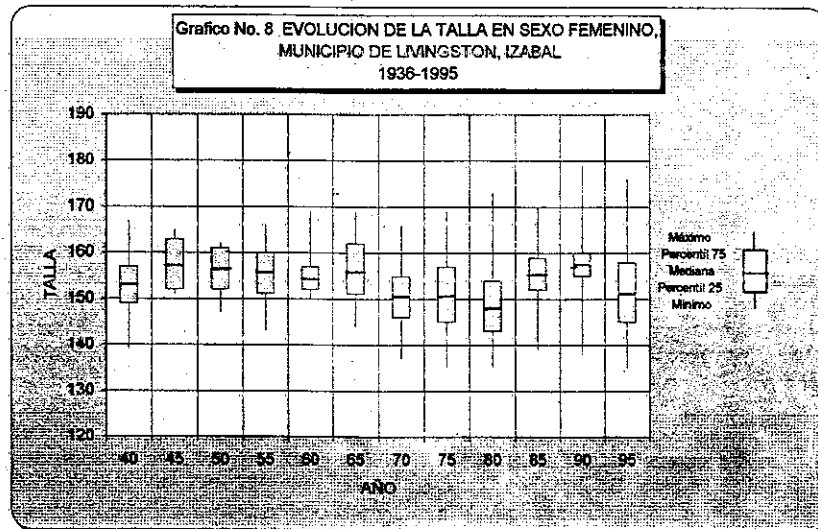 Grafico No. 8 EVOLUCION DE LA TALLA EN SEXO FEMENINO,
MUNICIPIO DE LIVINGSTON, IZABAL
1936-1995
190
180
170
160
150
140
130
120
TALLA
40 45 50 55 60 65 70 75 80 85 90 95
AÑO
Máximo
Percentil 75
Mediana
Percentil 25
Mínimo